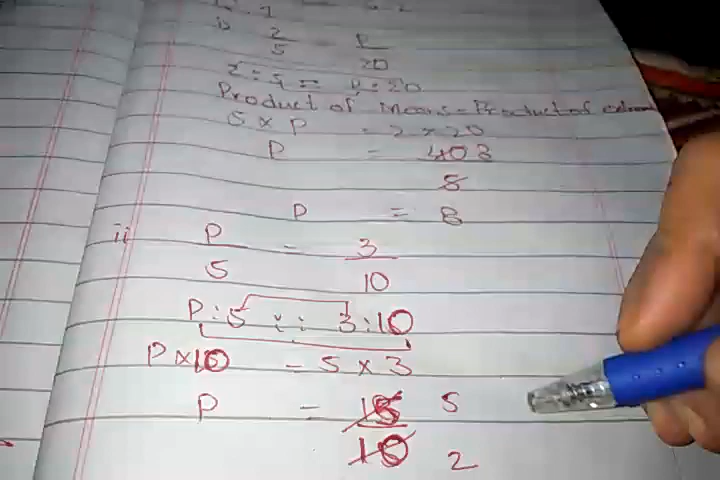 i) 2/5 = P/20
2 : 5 = P : 20
Product of Means = Product of
5 × P = 2 × 20
P = 40 8
5
P = 8
ii P/5 = 3/10
P : 5 :: 3 : 10
P × 10 = 5 × 3
P = 15 5
10 2